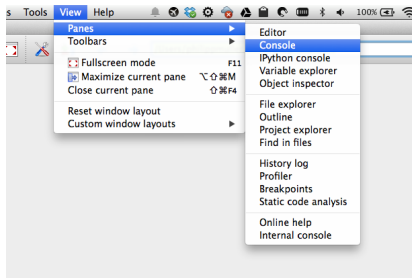 s Tools View Help 100%
Panes
Toolbars
Fullscreen mode F11
Maximize current pane ⌥⇧⌘M
Close current pane ⇧⌘F4
Reset window layout
Custom window layouts
Editor
Console
IPython console
Variable explorer
Object inspector
File explorer
Outline
Project explorer
Find in files
History log
Profiler
Breakpoints
Static code analysis
Online help
Internal console